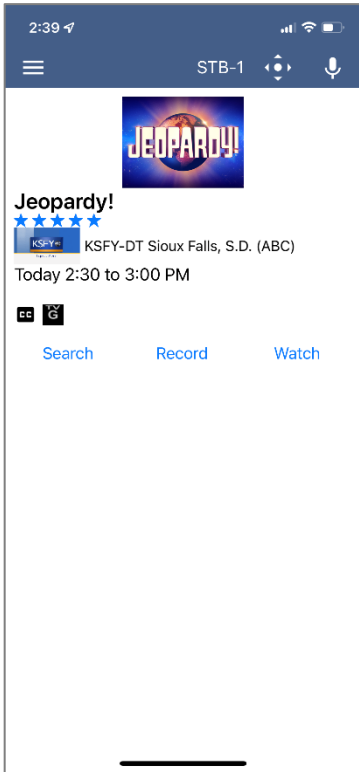 2:39
STB-1
JEOPARDY!
Jeopardy!
KSFY
KSFY-DT Sioux Falls, S.D. (ABC)
Today 2:30 to 3:00 PM
CC TV G
Search Record Watch